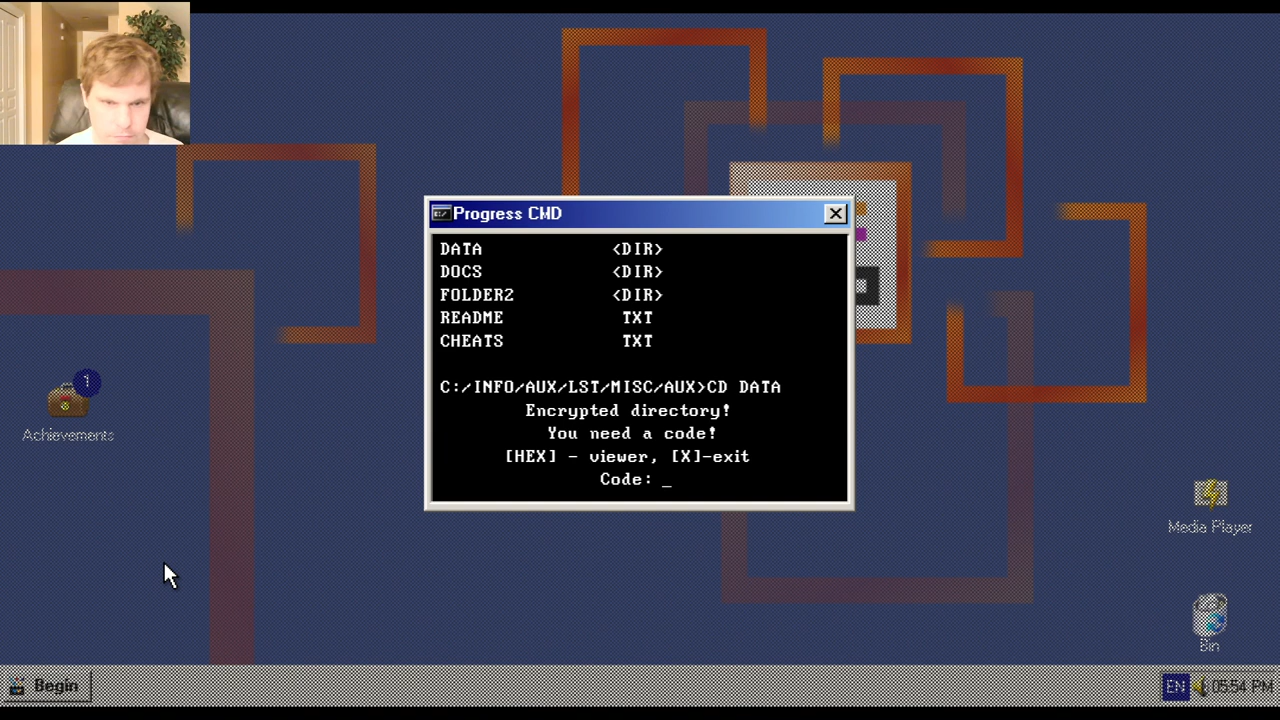 Progress CMD
DATA <DIR>
DOCS <DIR>
FOLDER2 <DIR>
README TXT
CHEATS TXT
C:/INFO/AUX/LST/MISC/AUX>CD DATA
Encrypted directory!
You need a code!
[HEX] - viewer, [X]-exit
Code: _
1
Achievements
Media Player
Bin
Begin
EN 05:54 PM